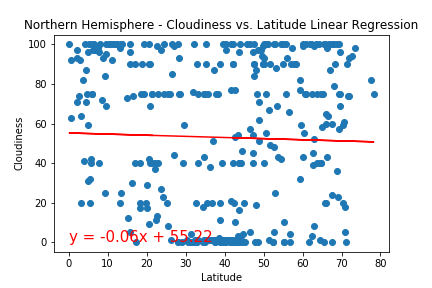 Northern Hemisphere - Cloudiness vs. Latitude Linear Regression
100
80
60
40
20
0
Cloudiness
y = -0.06x + 55.22
0 10 20 30 40 50 60 70 80
Latitude